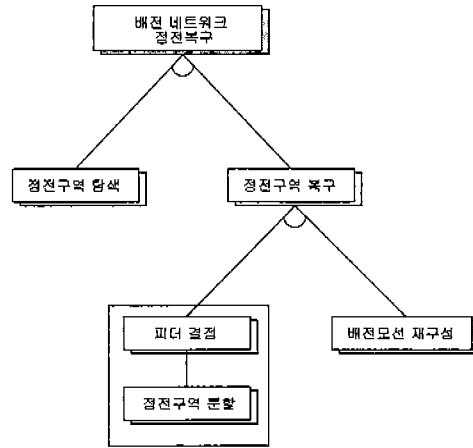 배전 네트워크
정전복구
정전구역 탐색
정전구역 복구
피더 결정
배전모선 재구성
정전구역 분할